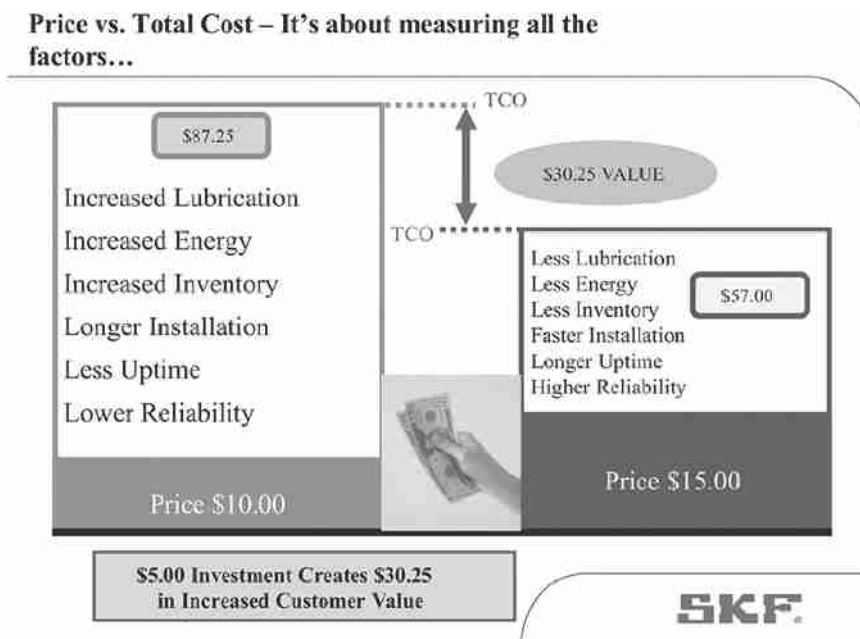 Price vs. Total Cost – It's about measuring all the
factors…
TCO
$87.25
$30.25 VALUE
Increased Lubrication
Increased Energy
Increased Inventory
Longer Installation
Less Uptime
Lower Reliability
Price $10.00
TCO
Less Lubrication
Less Energy
Less Inventory
Faster Installation
Longer Uptime
Higher Reliability
$57.00
Price $15.00
$5.00 Investment Creates $30.25
in Increased Customer Value
SKF.